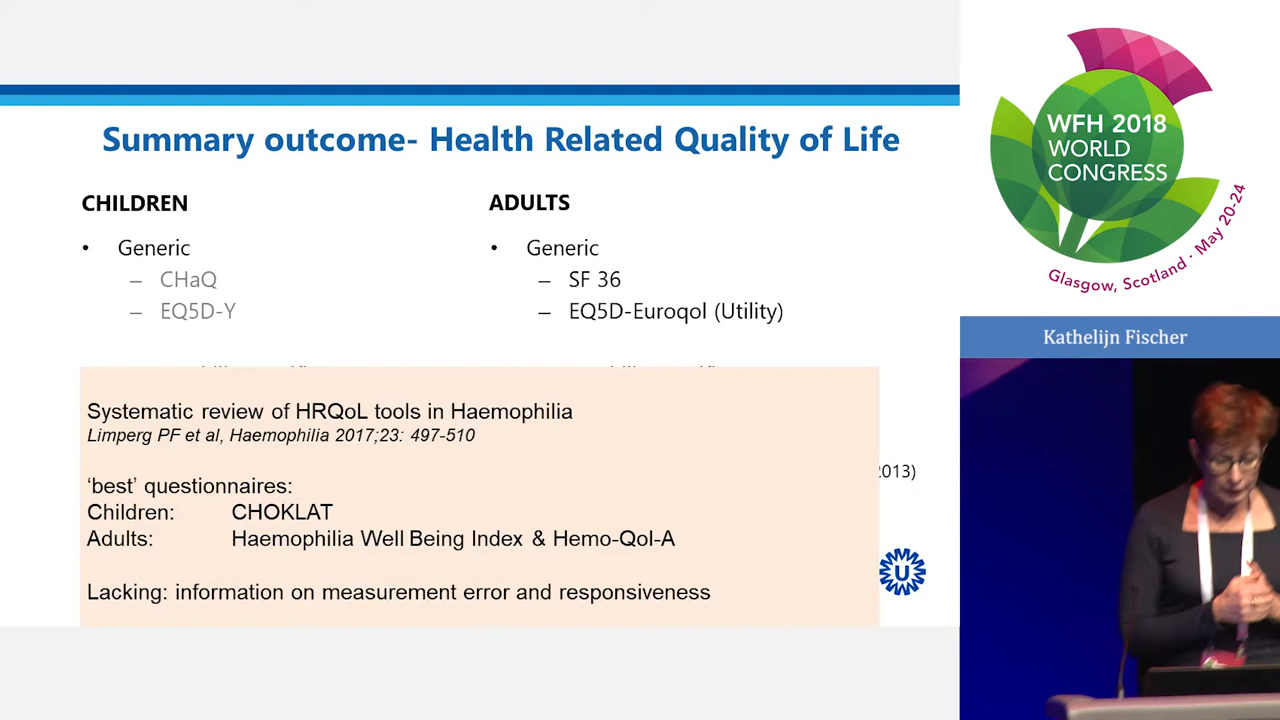 Summary outcome- Health Related Quality of Life
CHILDREN
• Generic
– CHaQ
– EQ5D-Y
ADULTS
• Generic
– SF 36
– EQ5D-Euroqol (Utility)
Systematic review of HRQoL tools in Haemophilia
Limperg PF et al, Haemophilia 2017;23: 497-510
‘best’ questionnaires:
Children: CHOKLAT
Adults: Haemophilia Well Being Index & Hemo-Qol-A
Lacking: information on measurement error and responsiveness
2013)
U
WFH 2018
WORLD
CONGRESS
Glasgow, Scotland · May 20-24
Kathelijn Fischer